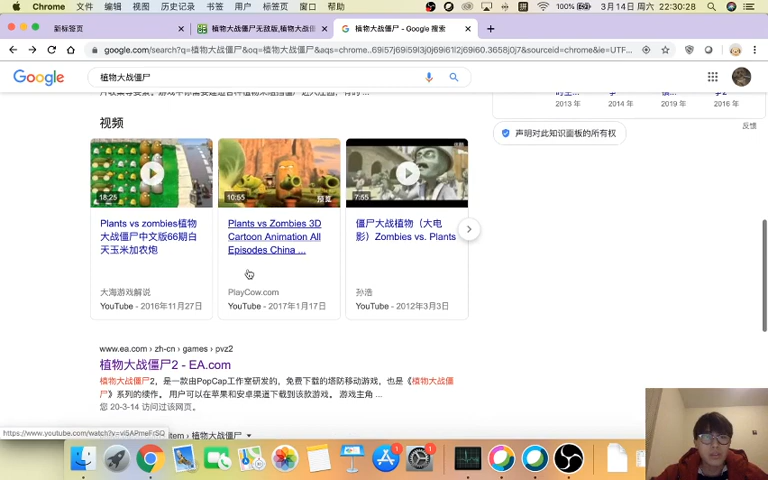 Chrome 文件 编辑 视图 历史记录 书签 用户 窗口 帮助 100% 3月14日 周六 22:30:28
新标签页
植物大战僵尸无敌版,植物大战僵
植物大战僵尸 - Google 搜索
google.com/search?q=植物大战僵尸&oq=植物大战僵尸&aqs=chrome..69i57j69i59l3j0j69i61l2j69i60.3658j0j7&sourceid=chrome&ie=UTF...
Google
植物大战僵尸
2013 年 2014 年 2016 年
反馈
声明对此知识面板的所有权
视频
18:25
10:55
预览
7:55
Plants vs zombies植物
大战僵尸中文版66期白
天玉米加农炮
大海游戏解说
YouTube - 2016年11月27日
Plants vs Zombies 3D
Cartoon Animation All
Episodes China ...
PlayCow.com
YouTube - 2017年1月17日
僵尸大战植物（大电
影）Zombies vs. Plants
孙浩
YouTube - 2012年3月3日
www.ea.com › zh-cn › games › pvz2
植物大战僵尸2 - EA.com
植物大战僵尸2，是一款由PopCap工作室研发的，免费下载的塔防移动游戏，也是《植物大战僵
尸》系列的续作。 用户可以在苹果和安卓渠道下载到该款游戏。 游戏主角 ...
您 20-3-14 访问过该网页。
https://www.youtube.com/watch?v=vi5APmeFrSQ
item › 植物大战僵尸